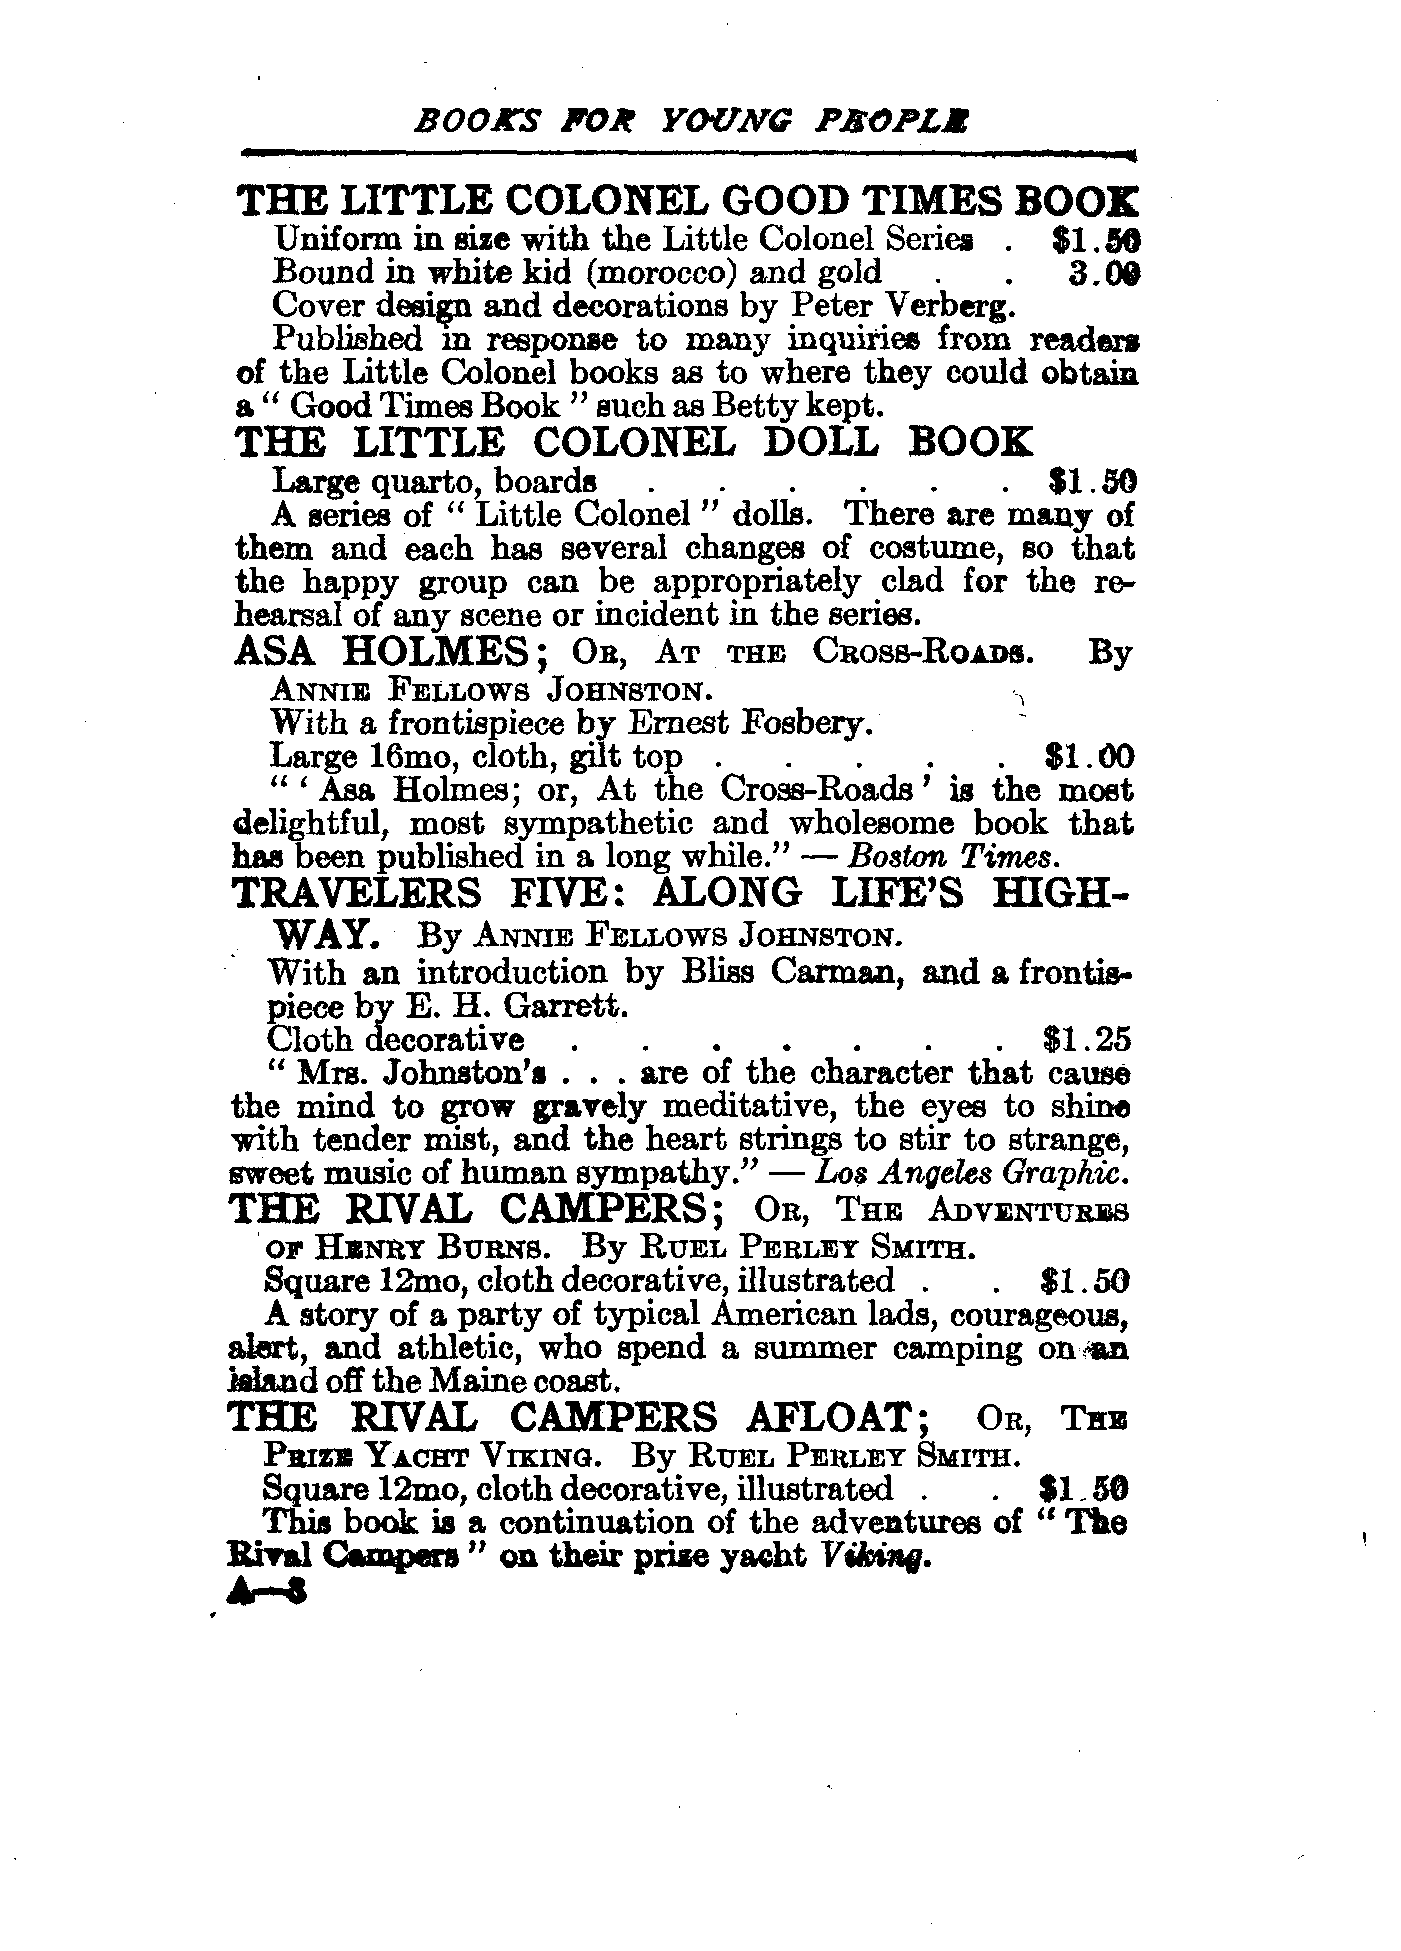 BOOKS FOR YOUNG PEOPLE
THE LITTLE COLONEL GOOD TIMES BOOK
Uniform in size with the Little Colonel Series . $1.50
Bound in white kid (morocco) and gold . . 3.00
Cover design and decorations by Peter Verberg.
Published in response to many inquiries from readers
of the Little Colonel books as to where they could obtain
a " Good Times Book " such as Betty kept.
THE LITTLE COLONEL DOLL BOOK
Large quarto, boards . . . . . . $1.50
A series of " Little Colonel " dolls. There are many of
them and each has several changes of costume, so that
the happy group can be appropriately clad for the re-
hearsal of any scene or incident in the series.
ASA HOLMES; OR, AT THE CROSS-ROADS. By
ANNIE FELLOWS JOHNSTON.
With a frontispiece by Ernest Fosbery.
Large 16mo, cloth, gilt top . . . . . $1.00
" ' Asa Holmes; or, At the Cross-Roads ' is the most
delightful, most sympathetic and wholesome book that
has been published in a long while." — Boston Times.
TRAVELERS FIVE: ALONG LIFE'S HIGH-
WAY. By ANNIE FELLOWS JOHNSTON.
With an introduction by Bliss Carman, and a frontis-
piece by E. H. Garrett.
Cloth decorative . . . . . . . $1.25
" Mrs. Johnston's . . . are of the character that cause
the mind to grow gravely meditative, the eyes to shine
with tender mist, and the heart strings to stir to strange,
sweet music of human sympathy." — Los Angeles Graphic.
THE RIVAL CAMPERS; OR, THE ADVENTURES
OF HENRY BURNS. By RUEL PERLEY SMITH.
Square 12mo, cloth decorative, illustrated . . $1.50
A story of a party of typical American lads, courageous,
alert, and athletic, who spend a summer camping on an
island off the Maine coast.
THE RIVAL CAMPERS AFLOAT; OR, THE
PRIZE YACHT VIKING. By RUEL PERLEY SMITH.
Square 12mo, cloth decorative, illustrated . . $1.50
This book is a continuation of the adventures of " The
Rival Campers " on their prize yacht Viking.
A—3